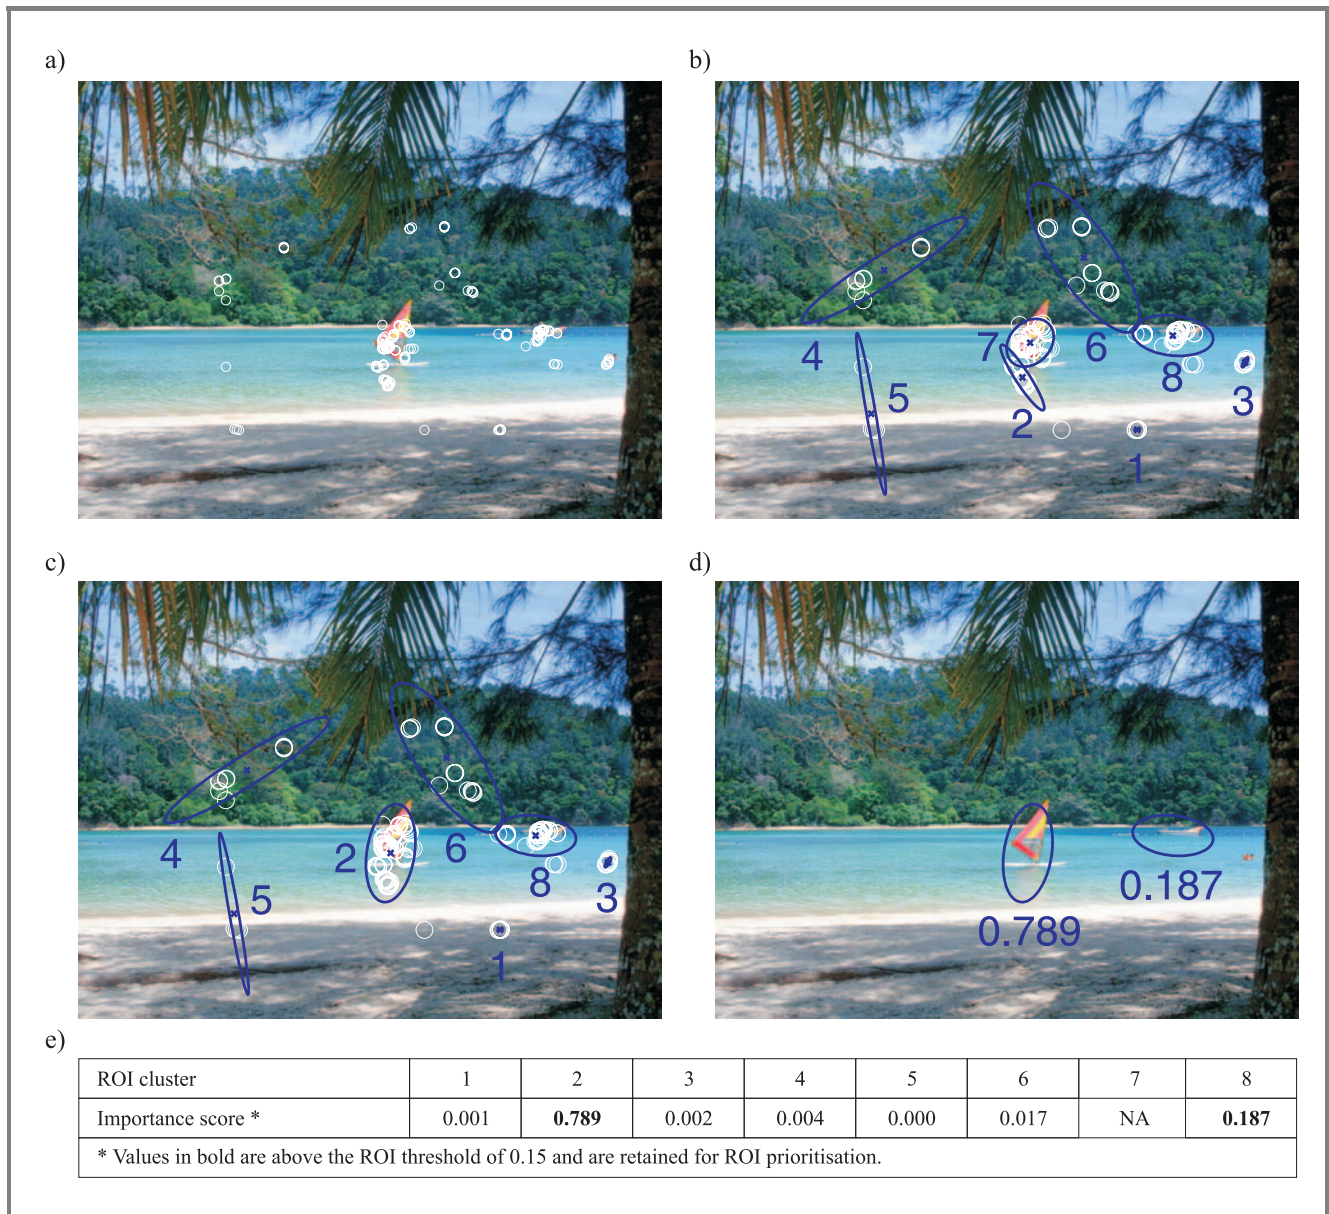 a)
b)
4
5
7
2
6
8
3
1
c)
d)
4
5
2
6
8
3
1
0.789
0.187
e)
ROI cluster 1 2 3 4 5 6 7 8
Importance score * 0.001 0.789 0.002 0.004 0.000 0.017 NA 0.187
* Values in bold are above the ROI threshold of 0.15 and are retained for ROI prioritisation.